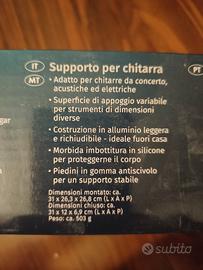 IT
Supporto per chitarra
PT
MT
• Adatto per chitarre da concerto,
acustiche ed elettriche
• Superficie di appoggio variabile
per strumenti di dimensioni
diverse
• Costruzione in alluminio leggera
e richiudibile - ideale fuori casa
• Morbida imbottitura in silicone
per proteggerne il corpo
• Piedini in gomma antiscivolo
per un supporto stabile
Dimensioni montato: ca.
31 x 26,3 x 26,8 cm (L x A x P)
Dimensioni chiuso: ca.
31 x 12 x 6,9 cm (L x A x P)
Peso: ca. 503 g
subito